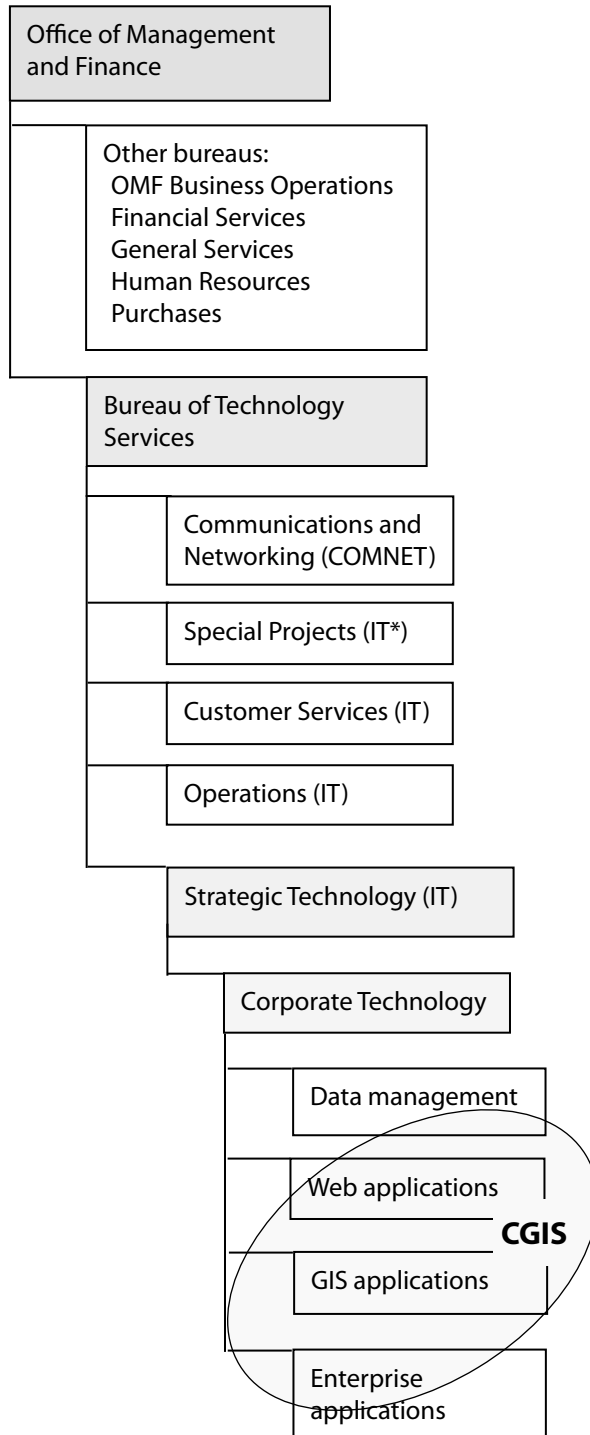 Office of Management
and Finance
Other bureaus:
OMF Business Operations
Financial Services
General Services
Human Resources
Purchases
Bureau of Technology
Services
Communications and
Networking (COMNET)
Special Projects (IT*)
Customer Services (IT)
Operations (IT)
Strategic Technology (IT)
Corporate Technology
Data management
Web applications
CGIS
GIS applications
Enterprise
applications